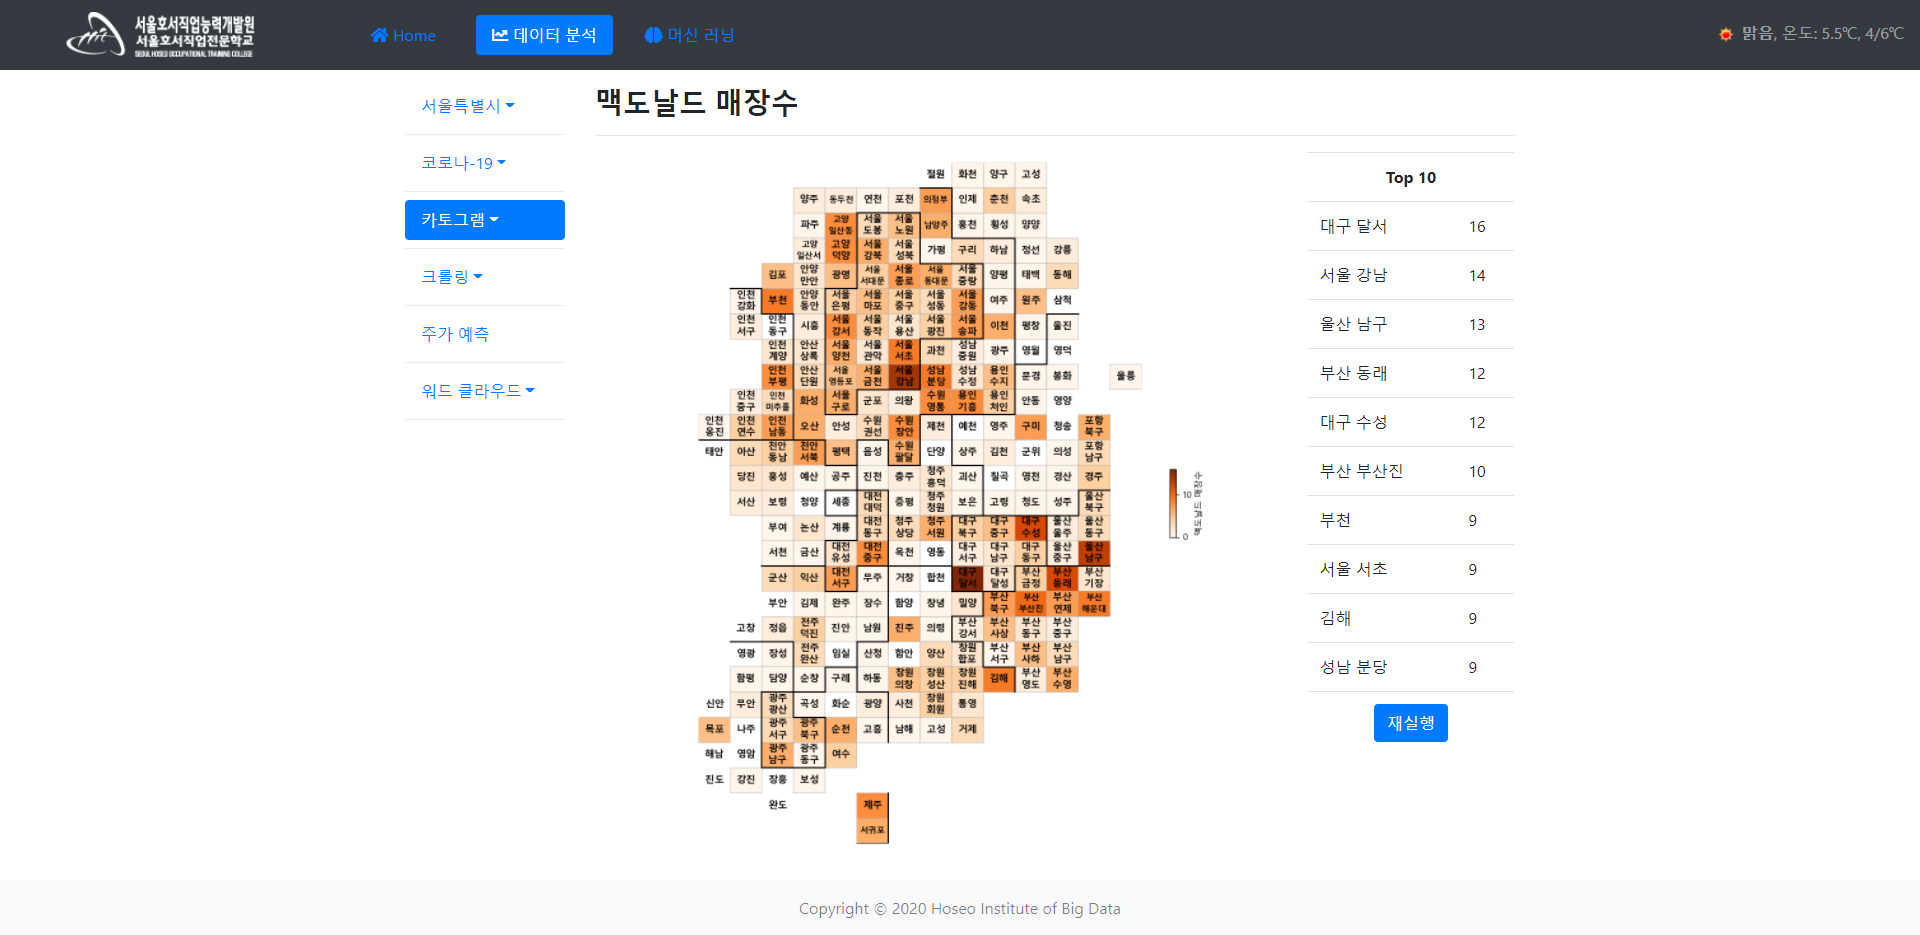 서울호서직업능력개발원
서울호서직업전문학교
SEOUL HOSEO OCCUPATIONAL TRAINING COLLEGE
Home
데이터 분석
머신 러닝
맑음, 온도: 5.5℃, 4/6℃
서울특별시
코로나-19
카토그램
크롤링
주가 예측
워드 클라우드
맥도날드 매장수
철원 화천 양구 고성
양주 동두천 연천 포천 의정부 인제 춘천 속초
파주 고양 일산동 서울 도봉 서울 노원 남양주 홍천 횡성 양양
고양 일산서 고양 덕양 서울 강북 서울 성북 가평 구리 하남 정선 강릉
김포 안양 만안 광명 서울 서대문 서울 종로 서울 동대문 서울 중랑 양평 태백 동해
인천 강화 부천 안양 동안 서울 은평 서울 마포 서울 중구 서울 성동 서울 강동 여주 원주 삼척
인천 서구 인천 동구 시흥 서울 강서 서울 동작 서울 용산 서울 광진 서울 송파 이천 평창 울진
인천 계양 안산 상록 서울 양천 서울 관악 서울 서초 과천 성남 중원 광주 영월 영덕
인천 부평 안산 단원 서울 영등포 서울 금천 서울 강남 성남 분당 성남 수정 용인 수지 문경 봉화 울릉
인천 중구 인천 미추홀 화성 서울 구로 군포 의왕 수원 영통 용인 기흥 용인 처인 안동 영양
인천 옹진 인천 연수 인천 남동 오산 안성 수원 권선 수원 장안 제천 예천 영주 구미 청송 포항 북구
태안 아산 천안 동남 천안 서북 평택 음성 수원 팔달 단양 상주 김천 군위 의성 포항 남구
당진 홍성 예산 공주 진천 충주 청주 흥덕 괴산 칠곡 영천 경산 경주
서산 보령 청양 세종 대전 대덕 증평 청주 청원 보은 고령 청도 성주 울산 북구
부여 논산 계룡 대전 동구 청주 상당 청주 서원 대구 북구 대구 중구 대구 수성 울산 울주 울산 동구
서천 금산 대전 유성 대전 중구 옥천 영동 대구 서구 대구 남구 대구 동구 울산 중구 울산 남구
군산 익산 대전 서구 무주 거창 합천 대구 달서 대구 달성 부산 금정 부산 동래 부산 기장
부안 김제 완주 장수 함양 창녕 밀양 부산 북구 부산 부산진 부산 연제 부산 해운대
고창 정읍 전주 덕진 진안 남원 진주 의령 부산 강서 부산 사상 부산 동구 부산 중구
영광 장성 전주 완산 임실 산청 함안 양산 창원 합포 부산 서구 부산 사하 부산 남구
함평 담양 순창 구례 하동 창원 의창 창원 성산 창원 진해 김해 부산 영도 부산 수영
신안 무안 광주 광산 곡성 화순 광양 사천 창원 회원 통영
목포 나주 광주 서구 광주 북구 순천 고흥 남해 고성 거제
해남 영암 광주 남구 광주 동구 여수
진도 강진 장흥 보성
완도 제주
서귀포
10
0
맥도날드 매장수
Top 10
대구 달서 16
서울 강남 14
울산 남구 13
부산 동래 12
대구 수성 12
부산 부산진 10
부천 9
서울 서초 9
김해 9
성남 분당 9
재실행
Copyright © 2020 Hoseo Institute of Big Data